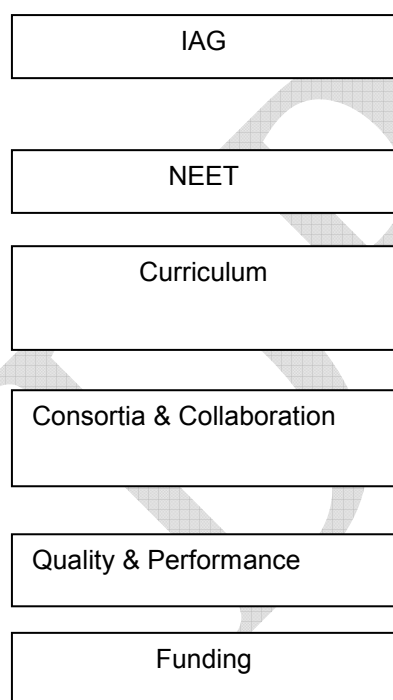 IAG
NEET
Curriculum
Consortia & Collaboration
Quality & Performance
Funding